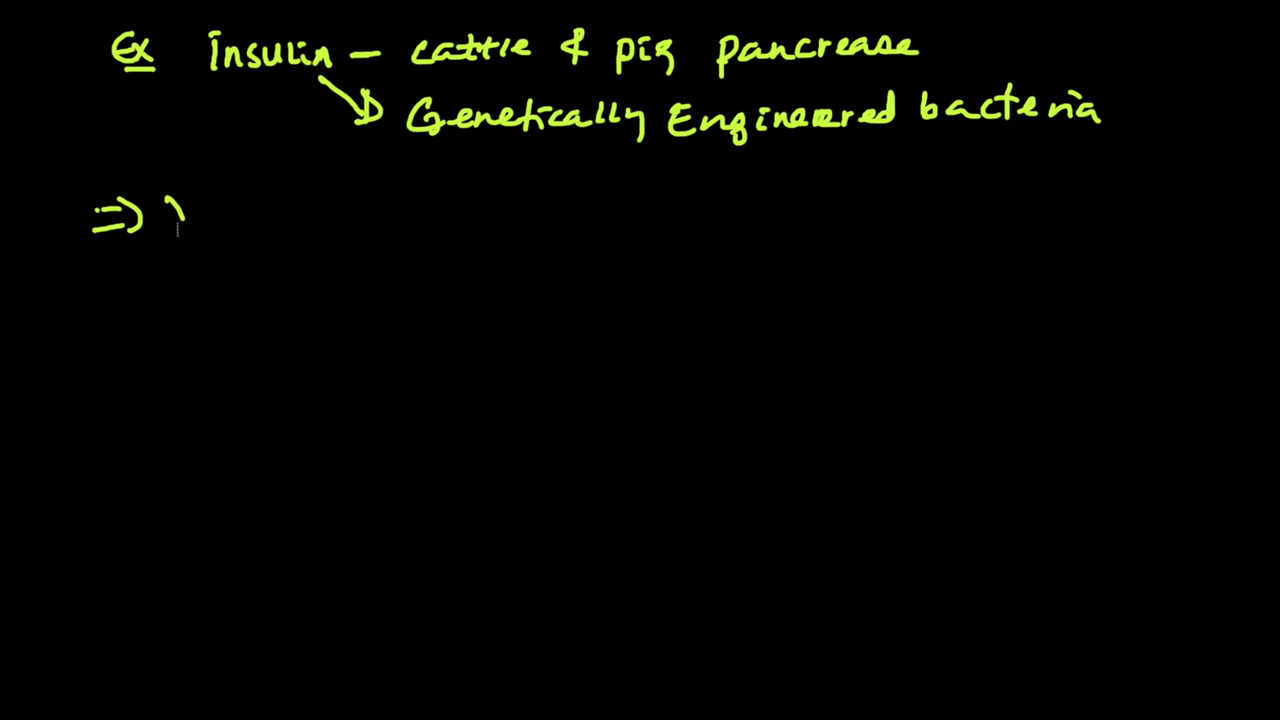 Ex Insulin - cattle & pig pancrease
Genetically Engineered bacteria
⇒